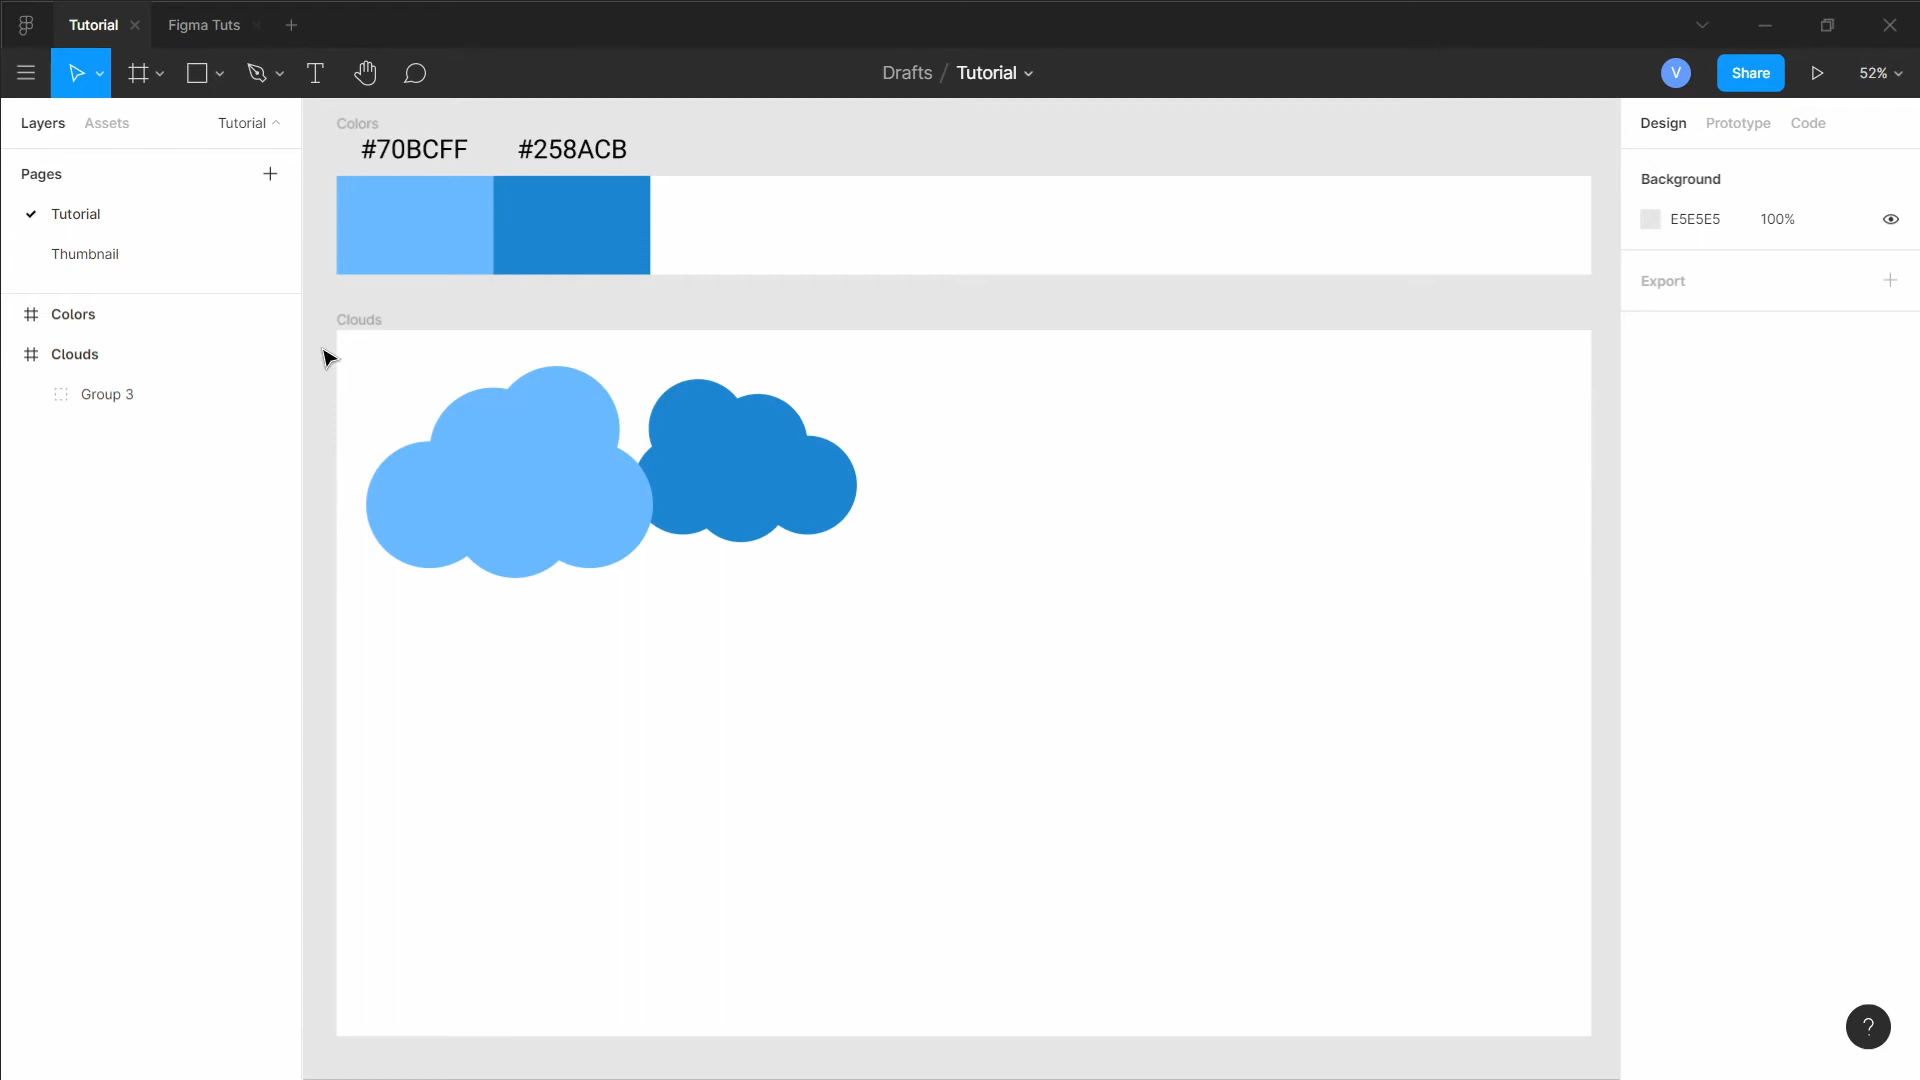 Tutorial
Figma Tuts
Drafts / Tutorial
V
Share
52%
Layers
Assets
Tutorial
Pages
Tutorial
Thumbnail
Colors
Clouds
Group 3
Colors
#70BCFF
#258ACB
Clouds
Design
Prototype
Code
Background
E5E5E5
100%
Export
?